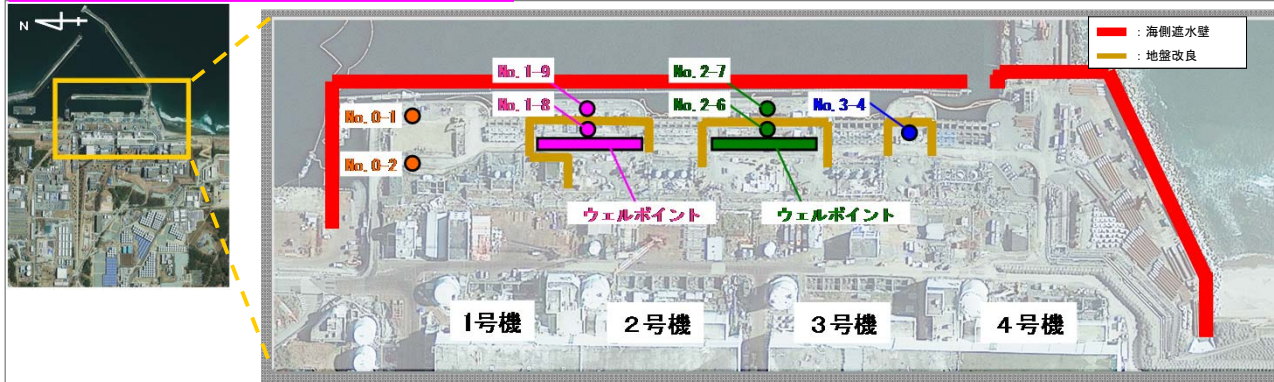 N
：海側遮水壁
：地盤改良
No. 1-9
No. 2-7
No. 0-1
No. 1-8
No. 2-6
No. 3-4
No. 0-2
ウェルポイント
ウェルポイント
1号機
2号機
3号機
4号機